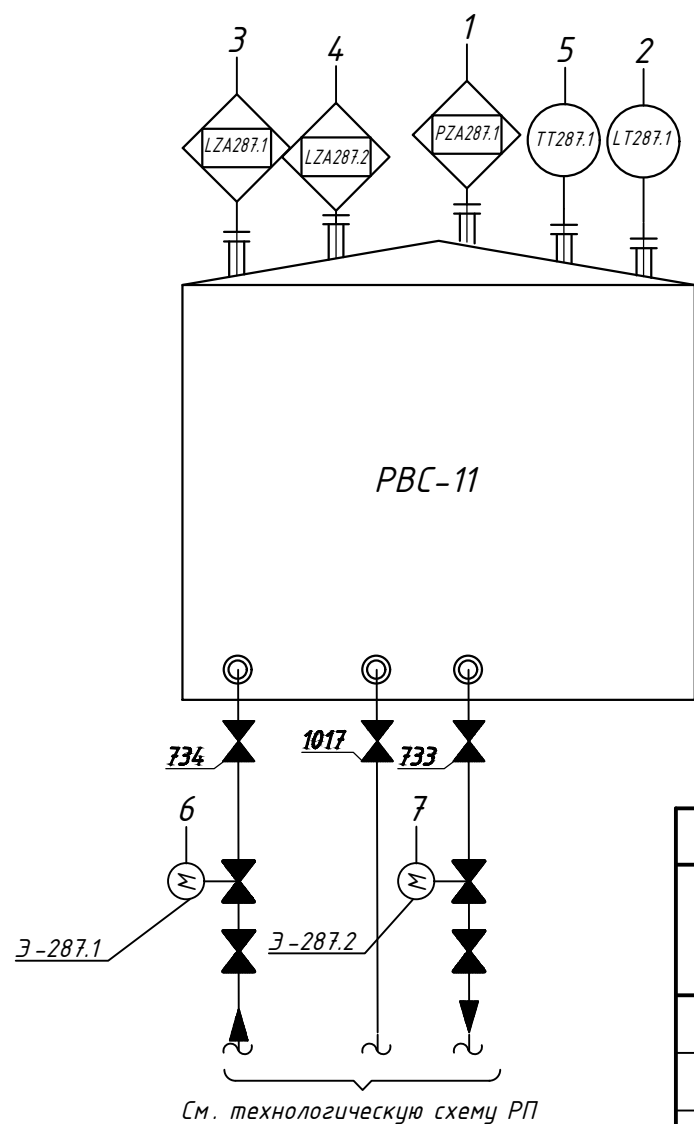 3 4 1 5 2
LZA287.1 LZA287.2 PZA287.1 TT287.1 LT287.1
РВС-11
734 1017 733
6 7
М М
Э-287.1 Э-287.2
См. технологическую схему РП